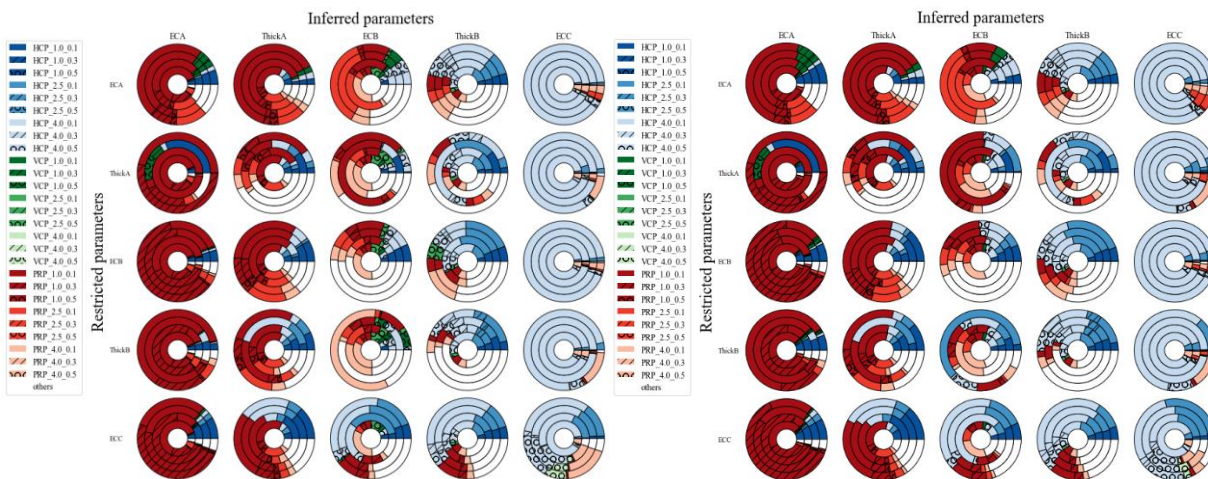 Inferred parameters
ECA ThickA ECB ThickB ECC
HCP_1.0_0.1
HCP_1.0_0.3
HCP_1.0_0.5
HCP_2.5_0.1
HCP_2.5_0.3
HCP_2.5_0.5
HCP_4.0_0.1
HCP_4.0_0.3
HCP_4.0_0.5
VCP_1.0_0.1
VCP_1.0_0.3
VCP_1.0_0.5
VCP_2.5_0.1
VCP_2.5_0.3
VCP_2.5_0.5
VCP_4.0_0.1
VCP_4.0_0.3
VCP_4.0_0.5
PRP_1.0_0.1
PRP_1.0_0.3
PRP_1.0_0.5
PRP_2.5_0.1
PRP_2.5_0.3
PRP_2.5_0.5
PRP_4.0_0.1
PRP_4.0_0.3
PRP_4.0_0.5
others
Restricted parameters
ECA
ThickA
ECB
ThickB
ECC
Inferred parameters
ECA ThickA ECB ThickB ECC
HCP_1.0_0.1
HCP_1.0_0.3
HCP_1.0_0.5
HCP_2.5_0.1
HCP_2.5_0.3
HCP_2.5_0.5
HCP_4.0_0.1
HCP_4.0_0.3
HCP_4.0_0.5
VCP_1.0_0.1
VCP_1.0_0.3
VCP_1.0_0.5
VCP_2.5_0.1
VCP_2.5_0.3
VCP_2.5_0.5
VCP_4.0_0.1
VCP_4.0_0.3
VCP_4.0_0.5
PRP_1.0_0.1
PRP_1.0_0.3
PRP_1.0_0.5
PRP_2.5_0.1
PRP_2.5_0.3
PRP_2.5_0.5
PRP_4.0_0.1
PRP_4.0_0.3
PRP_4.0_0.5
others
Restricted parameters
ECA
ThickA
ECB
ThickB
ECC